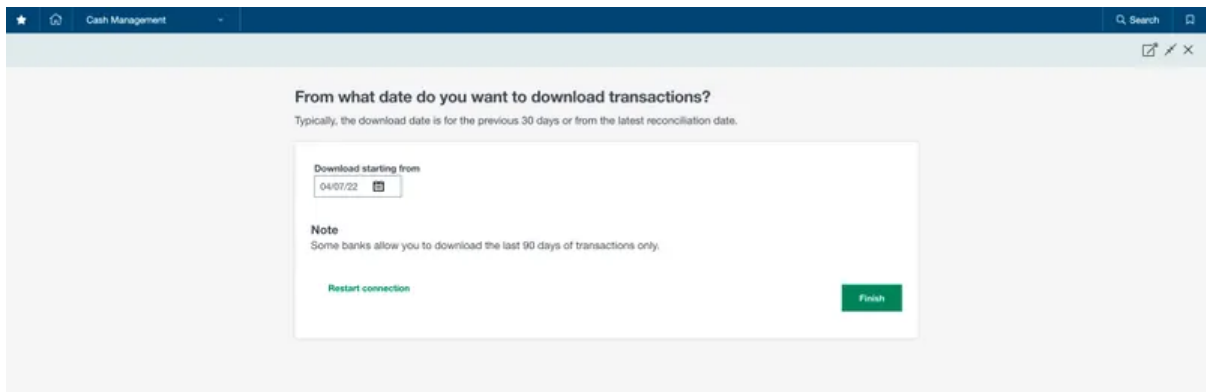 Cash Management
Search
From what date do you want to download transactions?
Typically, the download date is for the previous 30 days or from the latest reconciliation date.
Download starting from
04/07/22
Note
Some banks allow you to download the last 90 days of transactions only.
Restart connection
Finish